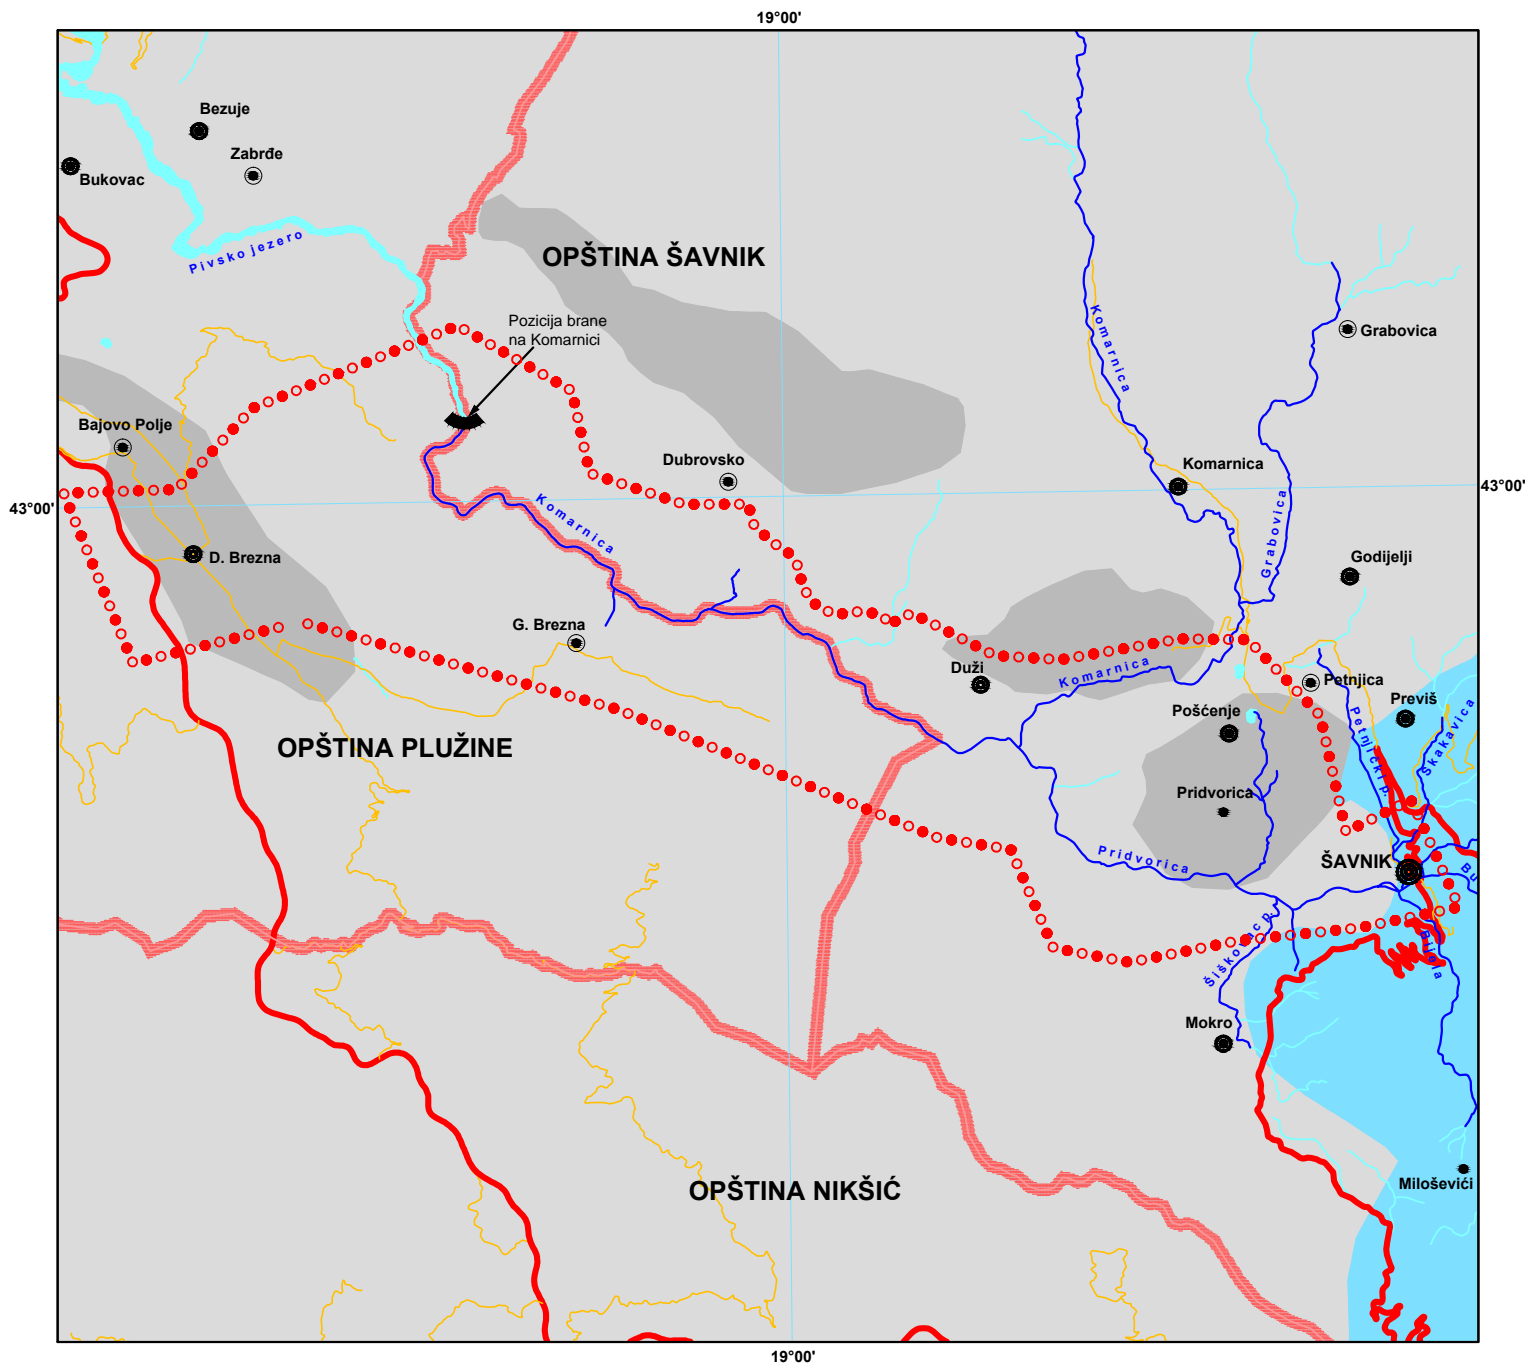 19°00'
Bezuje
Zabrđe
Bukovac
Pivsko jezero
OPŠTINA ŠAVNIK
Pozicija brane
na Komarnici
Komarnica
Grabovica
Bajovo Polje
Dubrovsko
Komarnica
43°00'
43°00'
Komarnica
Grabovica
D. Brezna
Godijelji
G. Brezna
Duži
Komarnica
Petnjica
Previš
Pošćenje
Petnjički p.
Skakavica
OPŠTINA PLUŽINE
Pridvorica
Pridvorica
ŠAVNIK
Bu
Bijela
Mokro
OPŠTINA NIKŠIĆ
Miloševići
19°00'